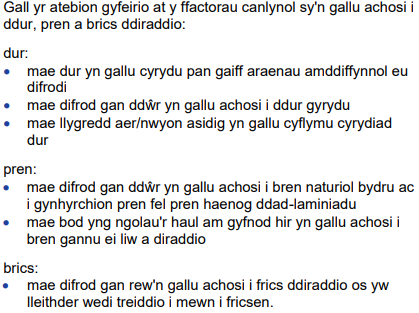 Gall yr atebion gyfeirio at y ffactorau canlynol sy'n gallu achosi i
ddur, pren a brics ddiraddio:
dur:
• mae dur yn gallu cyrydu pan gaiff araenau amddiffynnol eu
difrodi
• mae difrod gan ddŵr yn gallu achosi i ddur gyrydu
• mae llygredd aer/nwyon asidig yn gallu cyflymu cyrydiad
dur
pren:
• mae difrod gan ddŵr yn gallu achosi i bren naturiol bydru ac
i gynhyrchion pren fel pren haenog ddad-laminiadu
• mae bod yng ngolau'r haul am gyfnod hir yn gallu achosi i
bren gannu ei liw a diraddio
brics:
• mae difrod gan rew'n gallu achosi i frics ddiraddio os yw
lleithder wedi treiddio i mewn i fricsen.